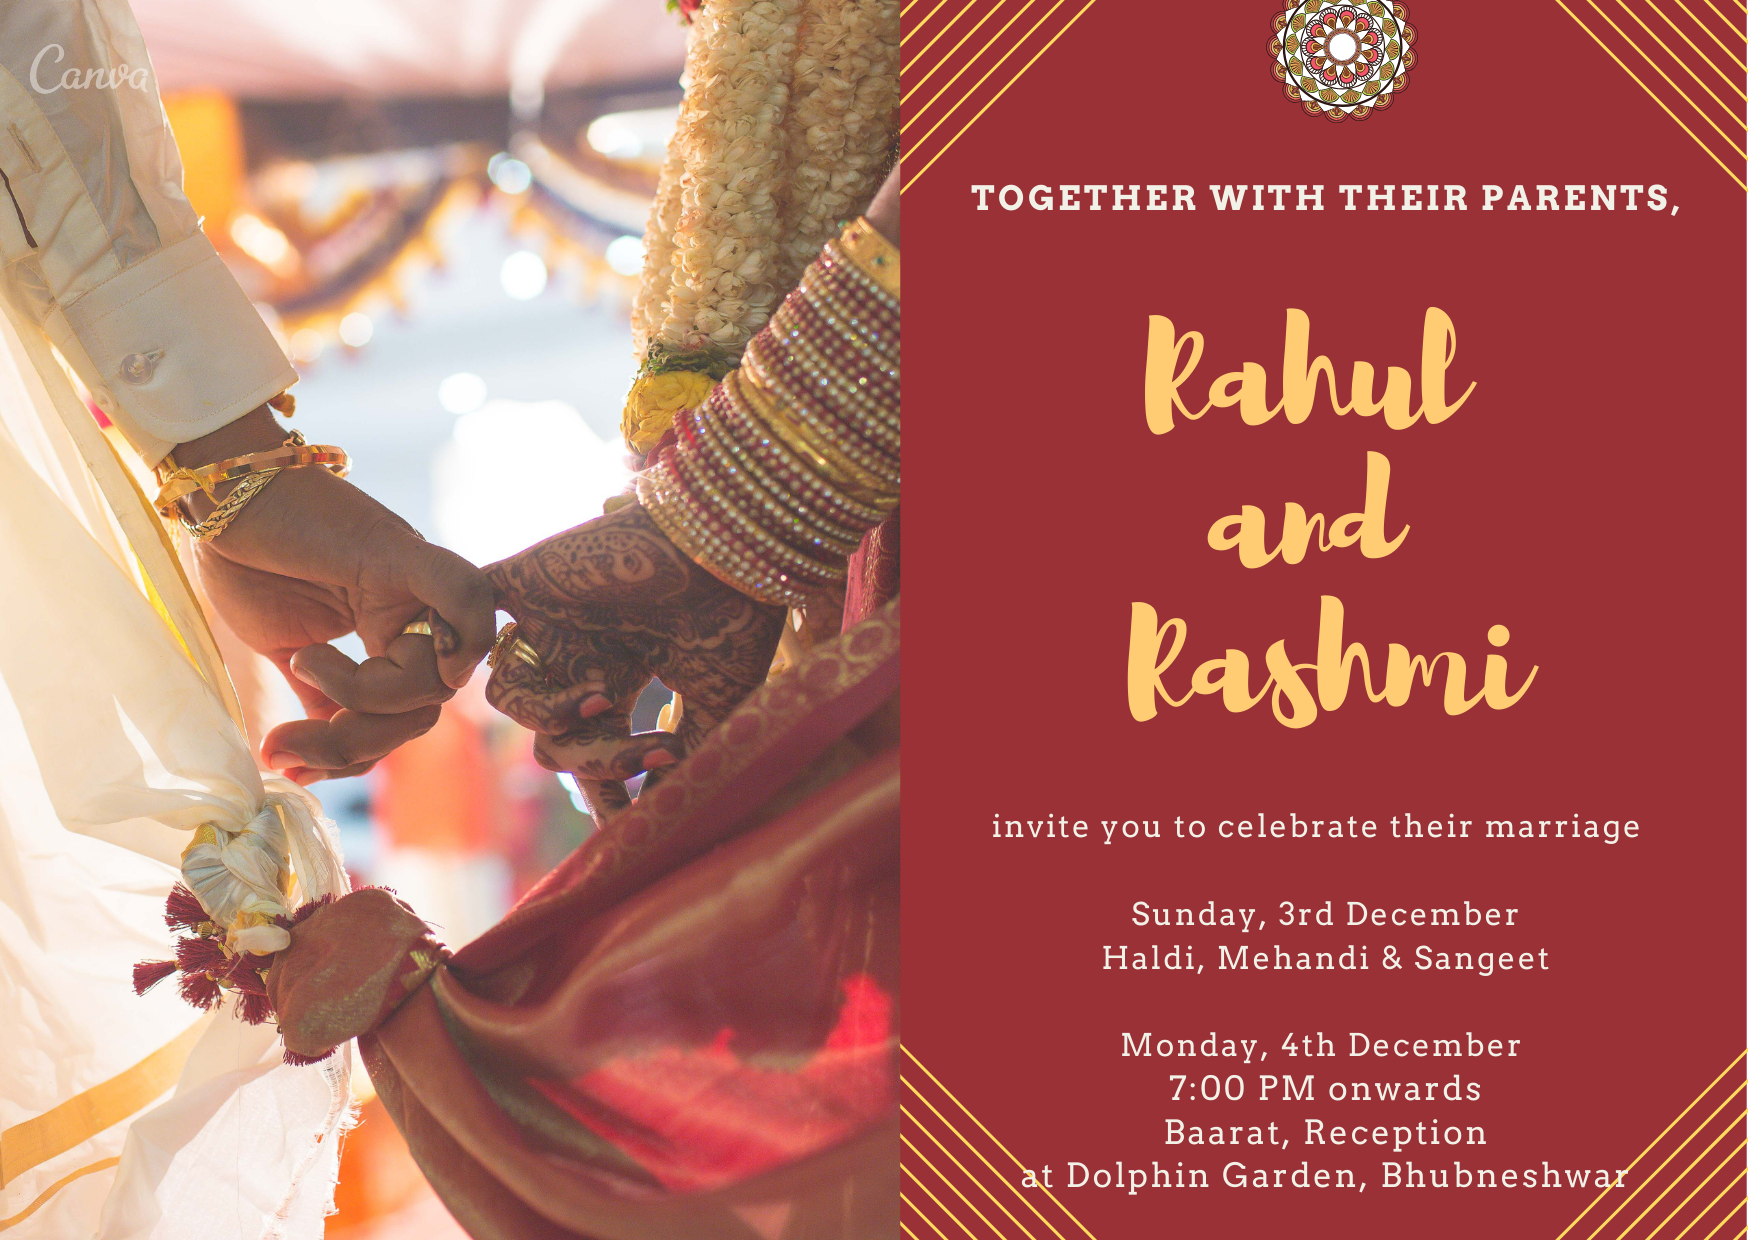 Canva
TOGETHER WITH THEIR PARENTS,
Rahul
and
Rashmi
invite you to celebrate their marriage
Sunday, 3rd December
Haldi, Mehandi & Sangeet
Monday, 4th December
7:00 PM onwards
Baarat, Reception
at Dolphin Garden, Bhubneshwar